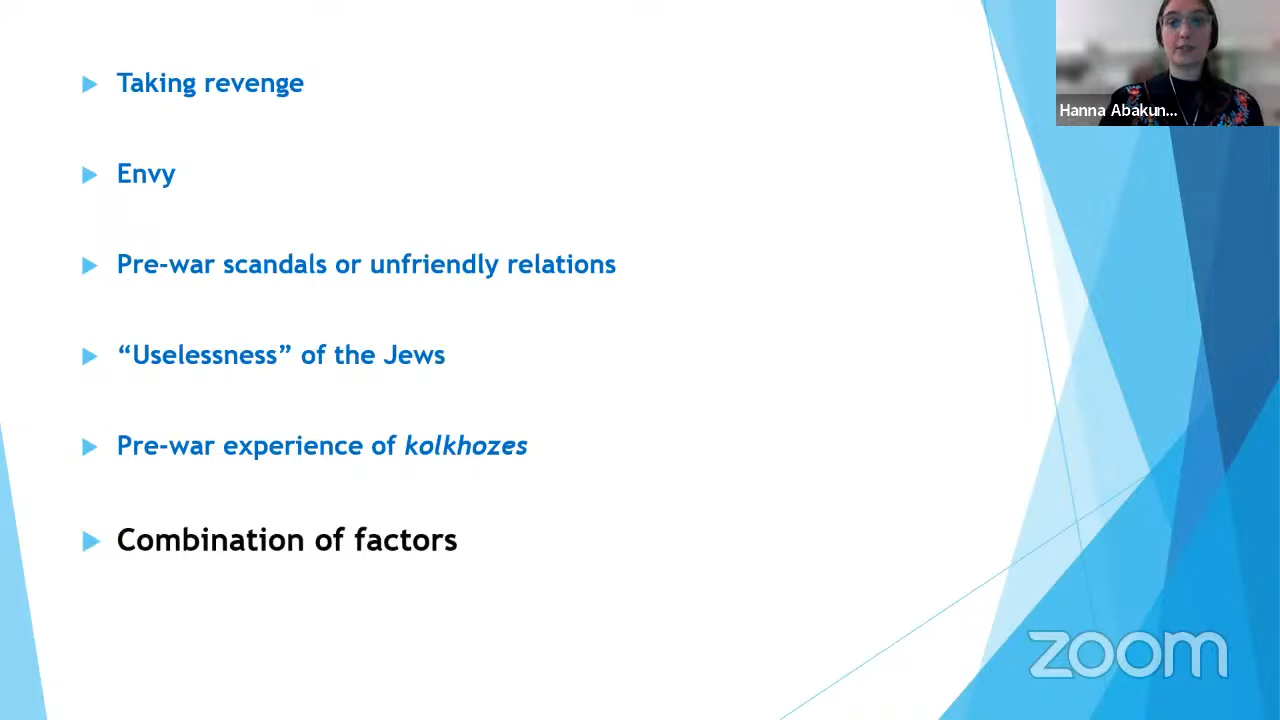 Taking revenge
Envy
Pre-war scandals or unfriendly relations
“Uselessness” of the Jews
Pre-war experience of kolkhozes
Combination of factors
Hanna Abakun...
zoom